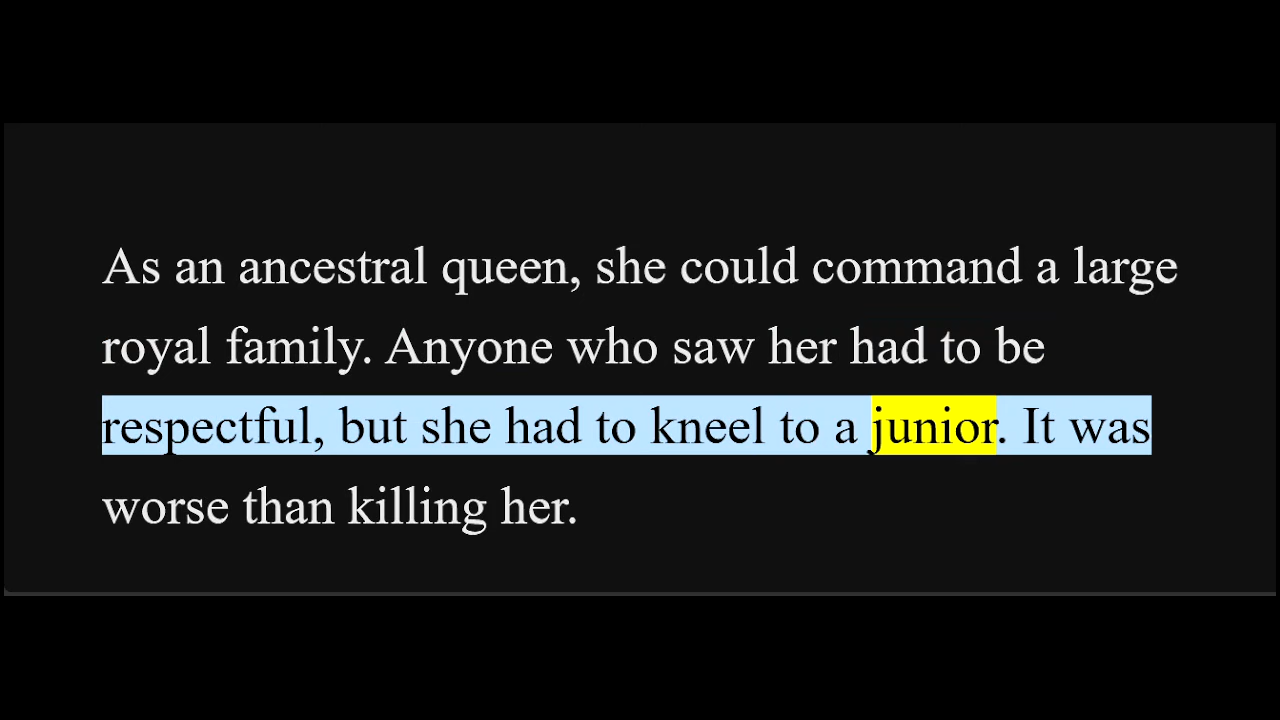 As an ancestral queen, she could command a large
royal family. Anyone who saw her had to be
respectful, but she had to kneel to a junior. It was
worse than killing her.